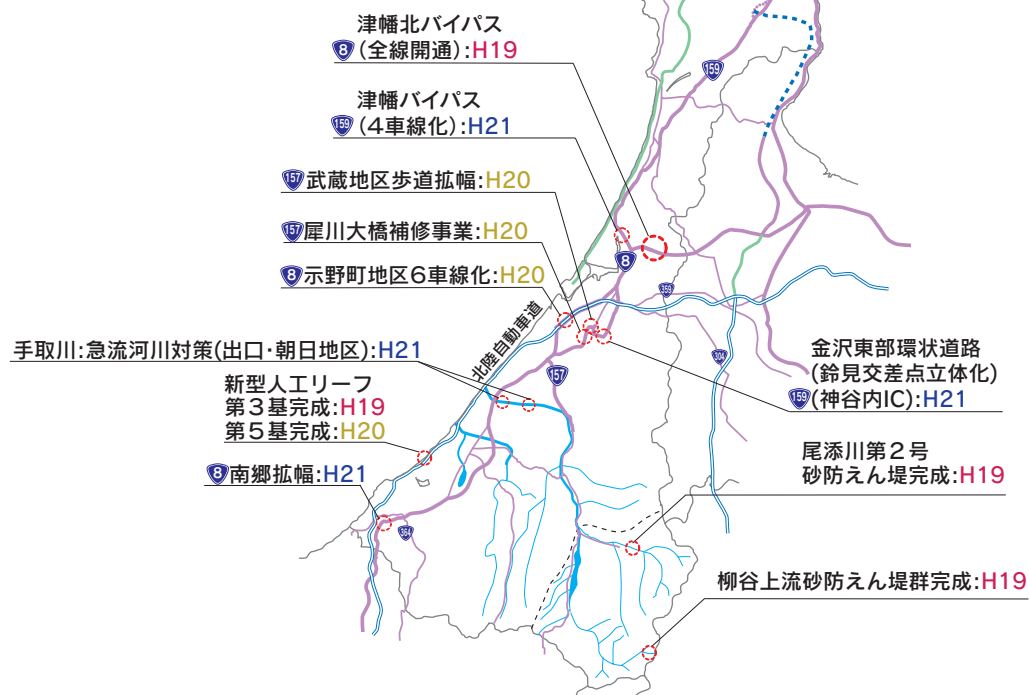 津幡北バイパス
8 (全線開通):H19
津幡バイパス
159 (4車線化):H21
157 武蔵地区歩道拡幅:H20
157 犀川大橋補修事業:H20
8 示野町地区6車線化:H20
手取川:急流河川対策(出口・朝日地区):H21
新型人工リーフ
第3基完成:H19
第5基完成:H20
8 南郷拡幅:H21
159
8
359
304
北陸自動車道
157
364
金沢東部環状道路
(鈴見交差点立体化)
159 (神谷内IC):H21
尾添川第2号
砂防えん堤完成:H19
柳谷上流砂防えん堤群完成:H19